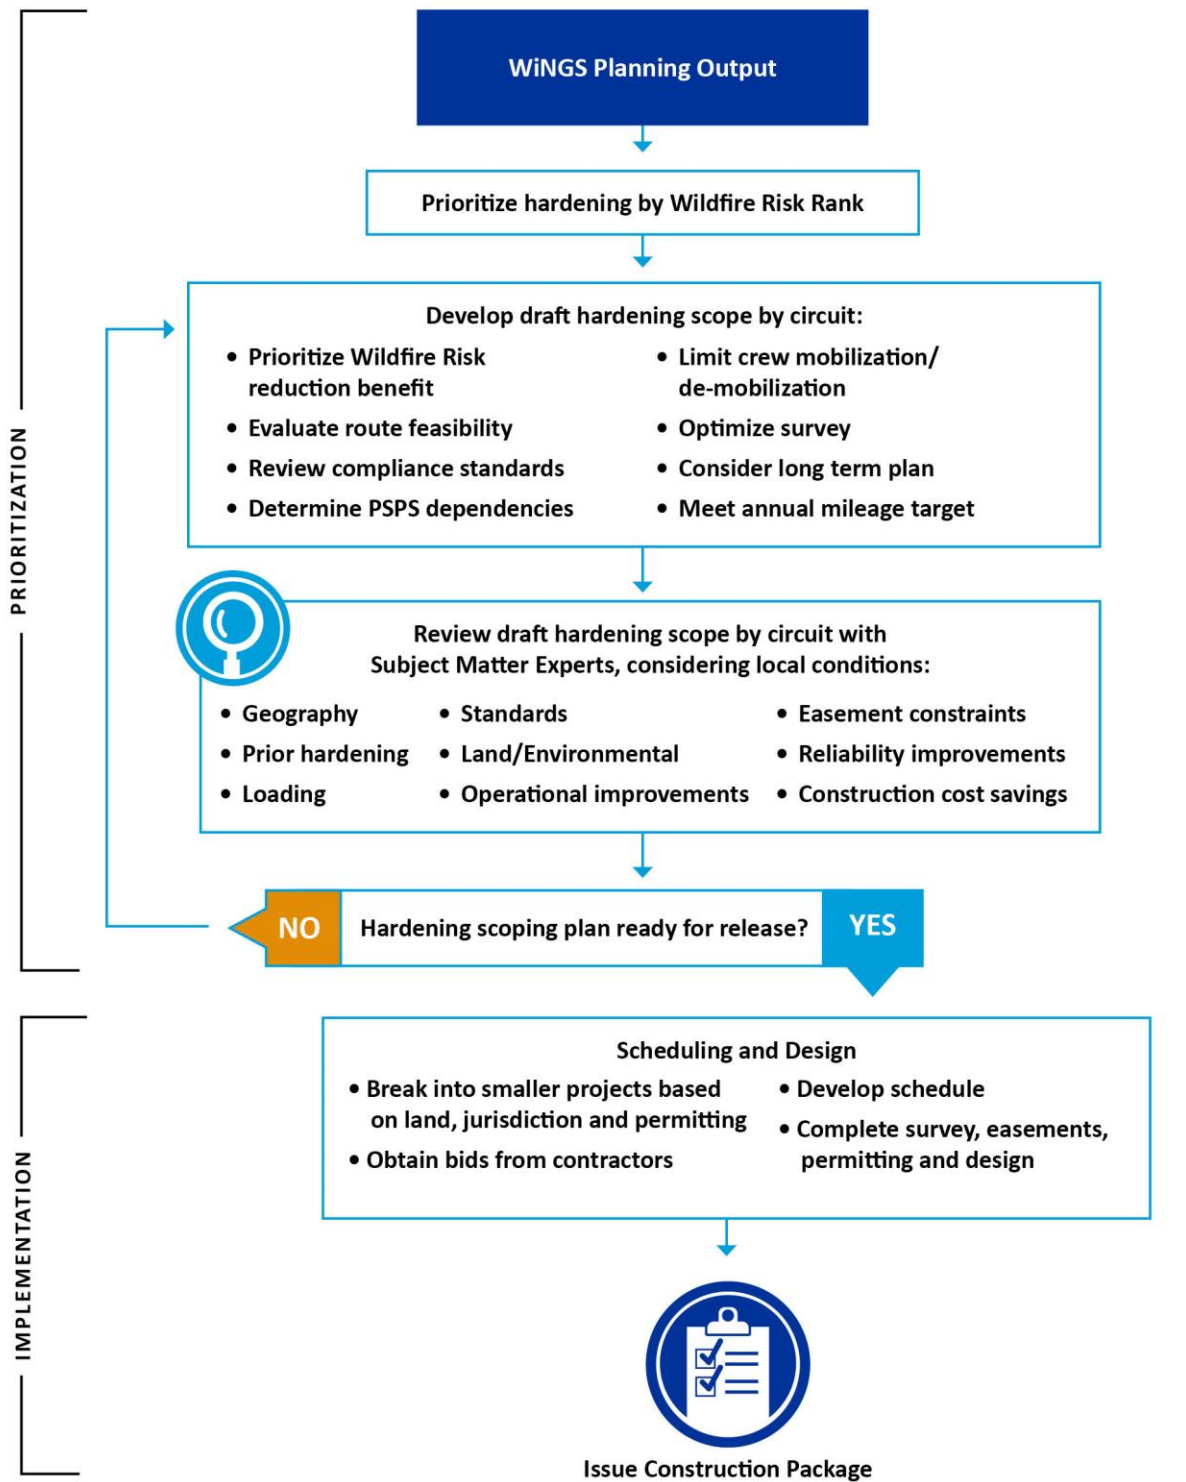 WiNGS Planning Output
Prioritize hardening by Wildfire Risk Rank
Develop draft hardening scope by circuit:
• Prioritize Wildfire Risk
reduction benefit
• Evaluate route feasibility
• Review compliance standards
• Determine PSPS dependencies
• Limit crew mobilization/
de-mobilization
• Optimize survey
• Consider long term plan
• Meet annual mileage target
PRIORITIZATION
Review draft hardening scope by circuit with
Subject Matter Experts, considering local conditions:
• Geography
• Prior hardening
• Loading
• Standards
• Land/Environmental
• Operational improvements
• Easement constraints
• Reliability improvements
• Construction cost savings
NO
Hardening scoping plan ready for release?
YES
Scheduling and Design
• Break into smaller projects based
on land, jurisdiction and permitting
• Obtain bids from contractors
• Develop schedule
• Complete survey, easements,
permitting and design
IMPLEMENTATION
Issue Construction Package